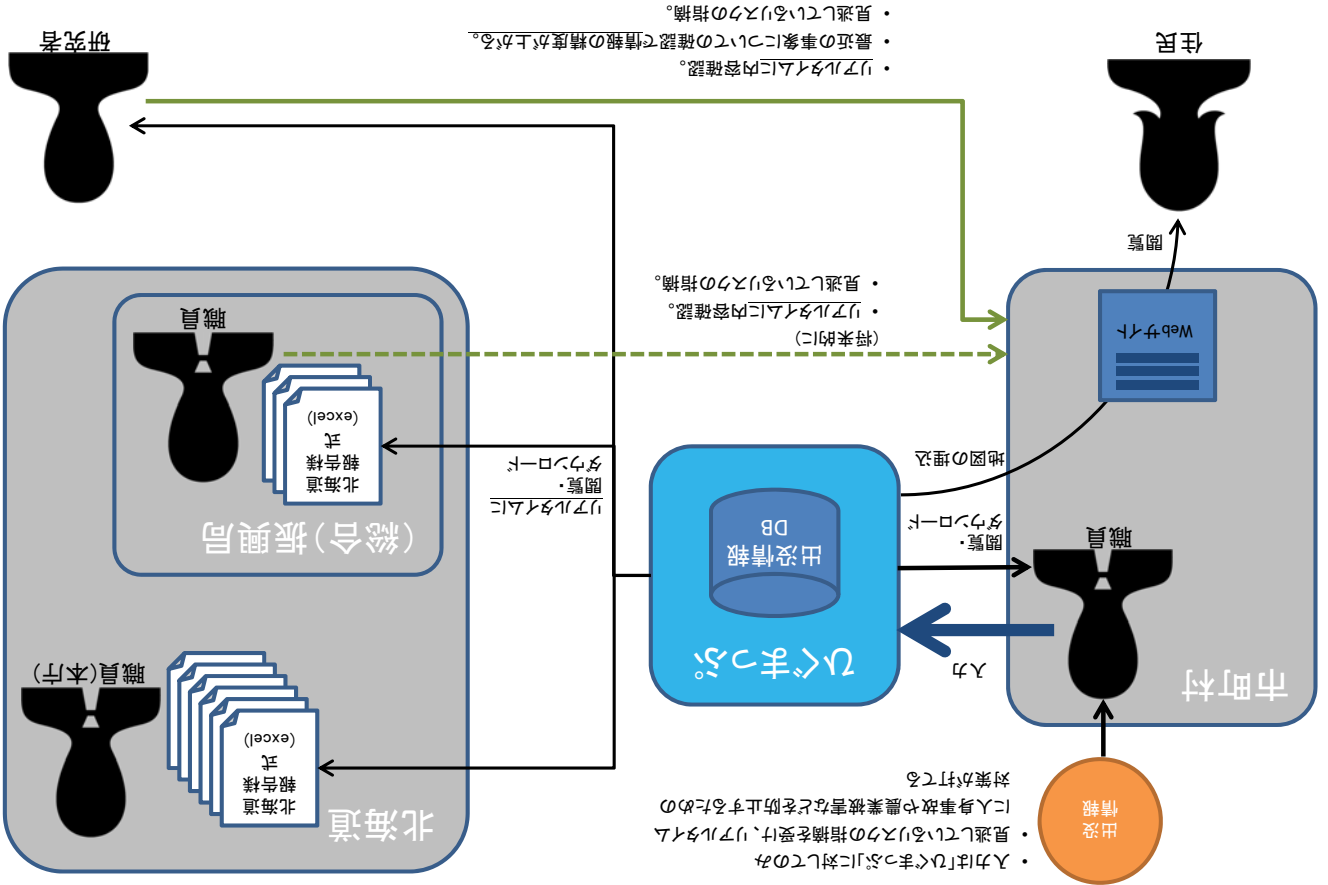 出没
情報
• 入力は「ひぐまっぷ」に対してのみ
• 見逃しているリスクの指摘を受け、リアルタイム
に人身事故や農業被害などを防止するための
対策が打てる
市町村
職員
入力
閲覧・
ダウンロード
地図の埋込
Webサイト
閲覧
住民
ひぐまっぷ
出没情報
DB
北海道
北海道
報告様
式
(excel)
職員(本庁)
(総合)振興局
北海道
報告様
式
(excel)
職員
リアルタイムに
閲覧・
ダウンロード
(将来的に)
• リアルタイムに内容確認。
• 見逃しているリスクの指摘。
• リアルタイムに内容確認。
• 最近の事象についての確認で情報の精度が上がる。
• 見逃しているリスクの指摘。
研究者